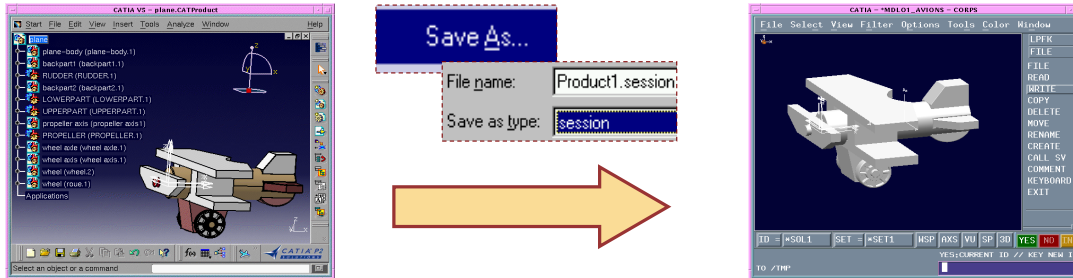 CATIA V5 - plane.CATProduct
Start File Edit View Insert Tools Analyze Window Help
plane
plane-body (plane-body.1)
backpart1 (backpart1.1)
RUDDER (RUDDER.1)
backpart2 (backpart2.1)
LOWERPART (LOWERPART.1)
UPPERPART (UPPERPART.1)
propeller axis (propeller axis1)
PROPELLER (PROPELLER.1)
wheel axle (wheel axle.1)
wheel axis (wheel axis.1)
wheel (wheel.2)
wheel (roue.1)
Applications
z
y
x
CATIA P2
SOLUTIONS
Select an object or a command
Save As...
File name: Product1.session
Save as type: session
CATIA - *MDLO1_AVIONS - CORPS
File Select View Filter Options Tools Color Window
LPFK
FILE
FILE
READ
WRITE
COPY
DELETE
MOVE
RENAME
CREATE
CALL SV
COMMENT
KEYBOARD
EXIT
ID = *SOL1 SET = *SET1 WSP AXS VU SP 3D YES NO IN
YES:CURRENT ID // KEY NEW I
TO /TMP